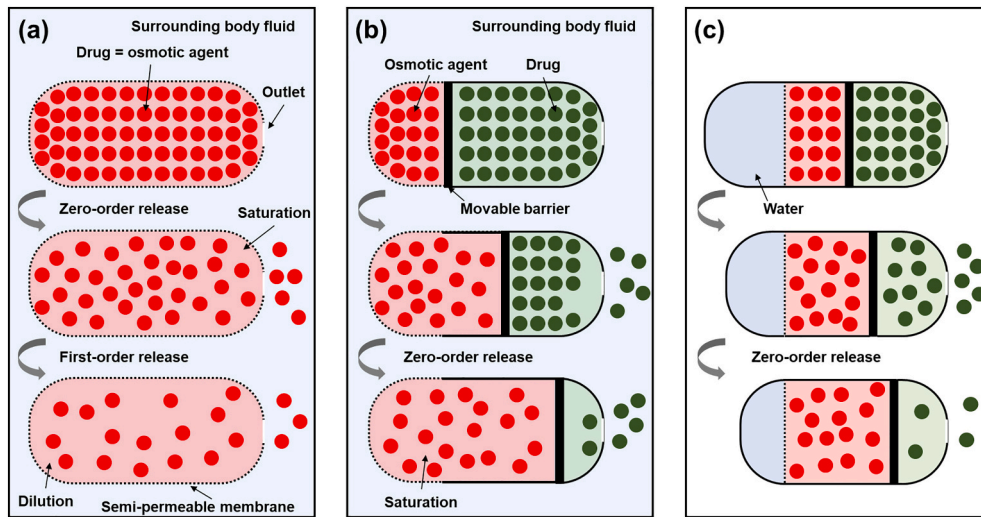 (a)
Surrounding body fluid
Drug = osmotic agent
Outlet
Zero-order release
Saturation
First-order release
Dilution
Semi-permeable membrane
(b)
Surrounding body fluid
Osmotic agent
Drug
Movable barrier
Zero-order release
Saturation
(c)
Water
Zero-order release